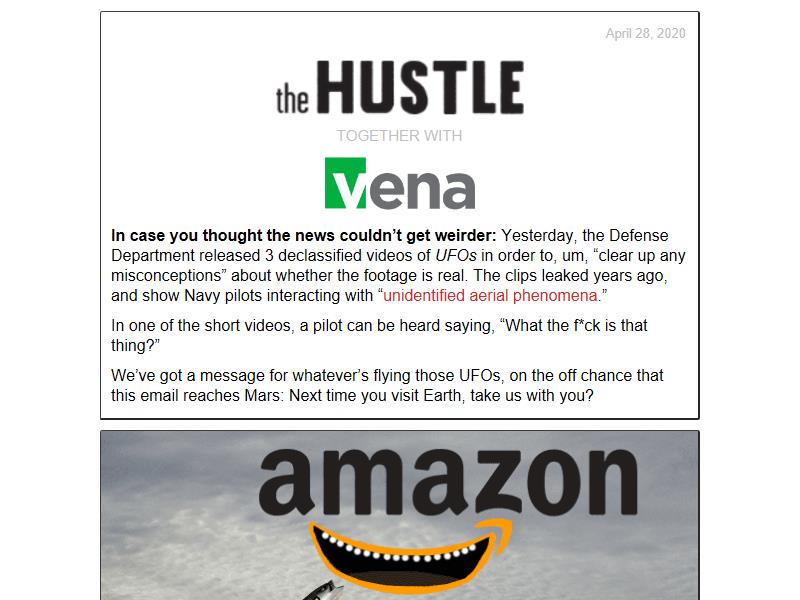 April 28, 2020
the HUSTLE
TOGETHER WITH
vena
In case you thought the news couldn’t get weirder: Yesterday, the Defense
Department released 3 declassified videos of UFOs in order to, um, “clear up any
misconceptions” about whether the footage is real. The clips leaked years ago,
and show Navy pilots interacting with “unidentified aerial phenomena.”
In one of the short videos, a pilot can be heard saying, “What the f*ck is that
thing?”
We’ve got a message for whatever’s flying those UFOs, on the off chance that
this email reaches Mars: Next time you visit Earth, take us with you?
amazon